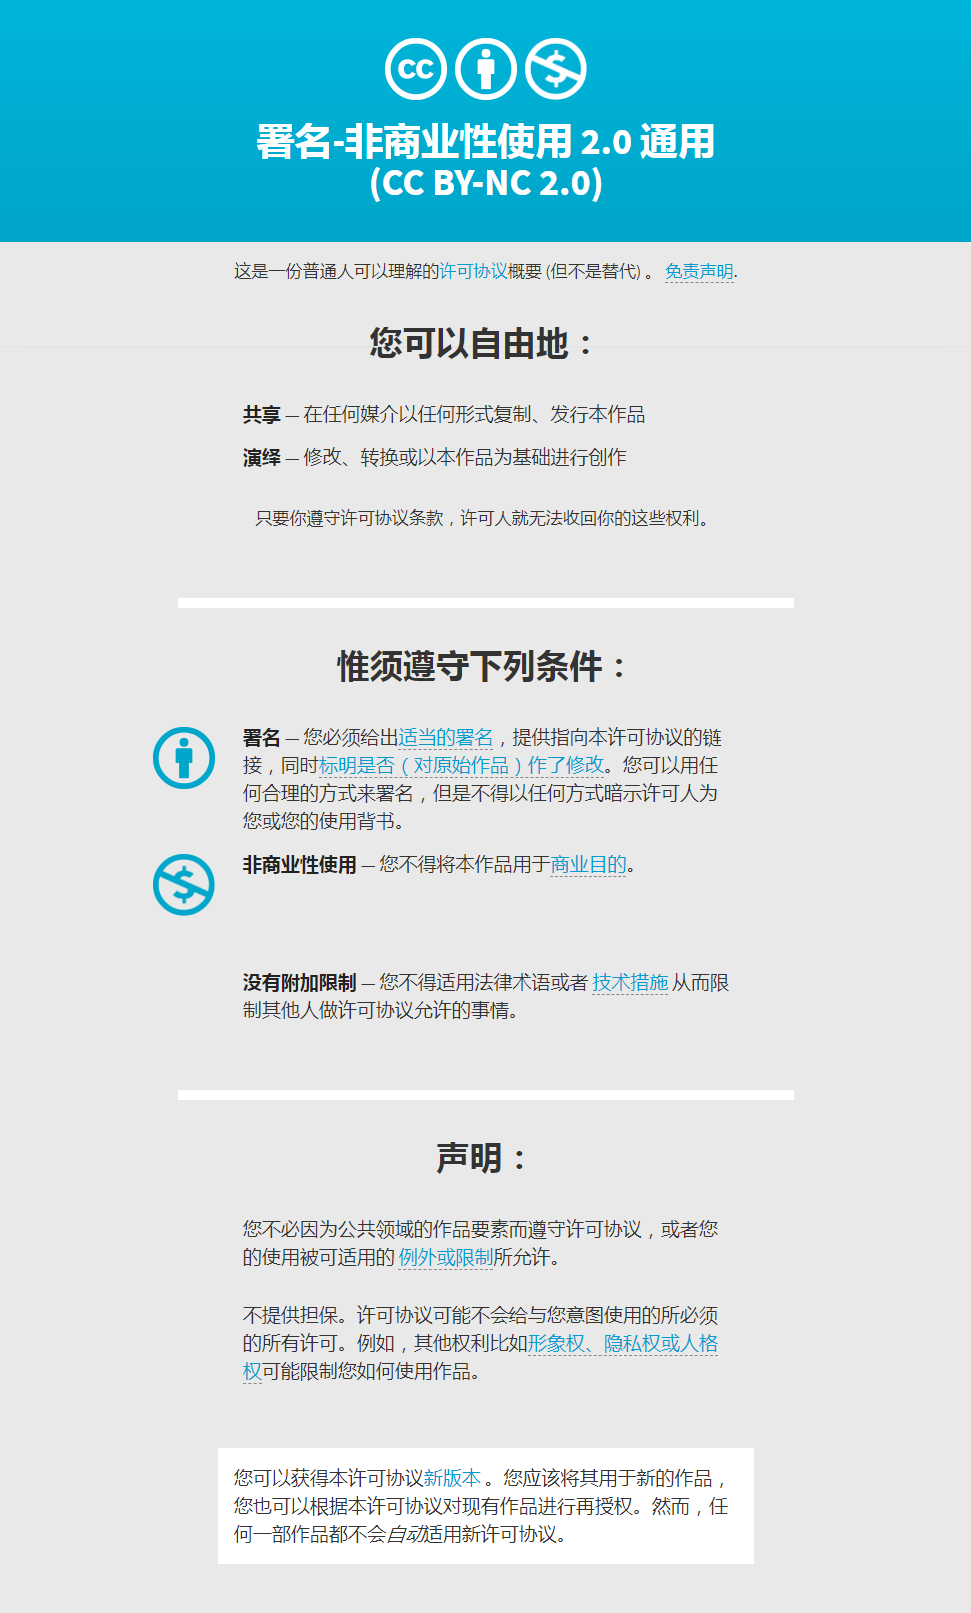 署名-非商业性使用 2.0 通用
(CC BY-NC 2.0)
这是一份普通人可以理解的许可协议概要 (但不是替代) 。 免责声明.
您可以自由地：
共享 — 在任何媒介以任何形式复制、发行本作品
演绎 — 修改、转换或以本作品为基础进行创作
只要你遵守许可协议条款，许可人就无法收回你的这些权利。
惟须遵守下列条件：
署名 — 您必须给出适当的署名，提供指向本许可协议的链
接，同时标明是否（对原始作品）作了修改。您可以用任
何合理的方式来署名，但是不得以任何方式暗示许可人为
您或您的使用背书。
非商业性使用 — 您不得将本作品用于商业目的。
没有附加限制 — 您不得适用法律术语或者 技术措施 从而限
制其他人做许可协议允许的事情。
声明：
您不必因为公共领域的作品要素而遵守许可协议，或者您
的使用被可适用的 例外或限制所允许。
不提供担保。许可协议可能不会给与您意图使用的所必须
的所有许可。例如，其他权利比如形象权、隐私权或人格
权可能限制您如何使用作品。
您可以获得本许可协议新版本 。您应该将其用于新的作品，
您也可以根据本许可协议对现有作品进行再授权。然而，任
何一部作品都不会自动适用新许可协议。